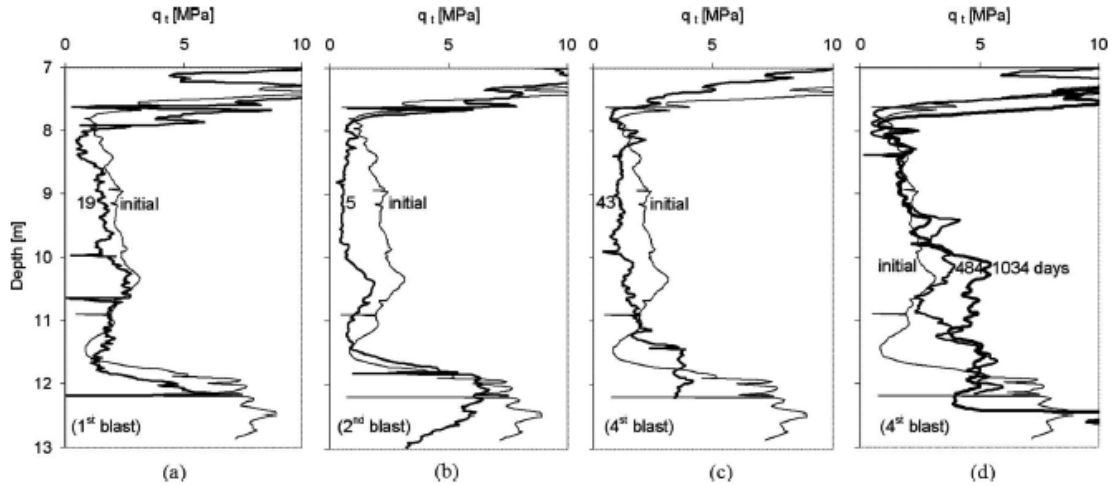 q t [MPa] q t [MPa] q t [MPa] q t [MPa]
0 5 10 0 5 10 0 5 10 0 5 10
7
8
9
10
11
12
13
Depth [m]
19 initial
(1st blast)
5 initial
(2nd blast)
43 initial
(4st blast)
initial 484 1034 days
(4st blast)
(a) (b) (c) (d)